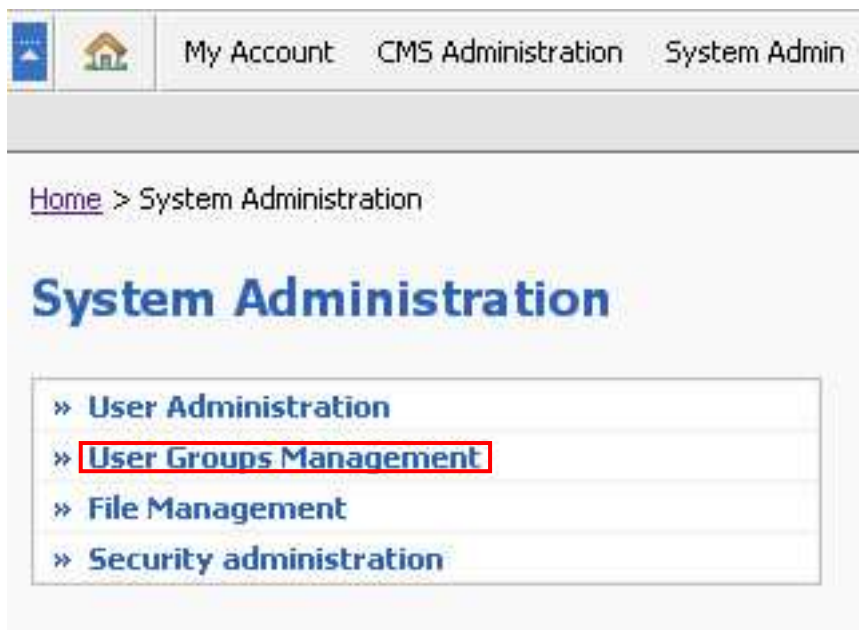 My Account CMS Administration System Admin
Home > System Administration
System Administration
» User Administration
» User Groups Management
» File Management
» Security administration